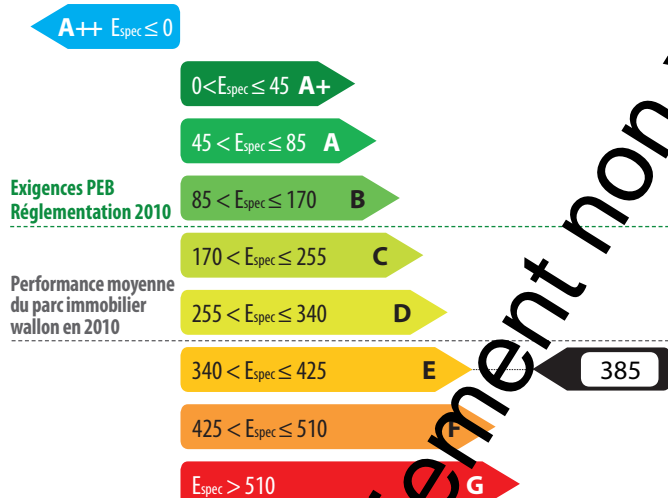 A++ Espec ≤ 0
0<Espec ≤ 45 A+
45 < Espec ≤ 85 A
Exigences PEB
Réglementation 2010
85 < Espec ≤ 170 B
170 < Espec ≤ 255 C
Performance moyenne
du parc immobilier
wallon en 2010
255 < Espec ≤ 340 D
340 < Espec ≤ 425 E
385
425 < Espec ≤ 510 F
Espec > 510 G
ement non